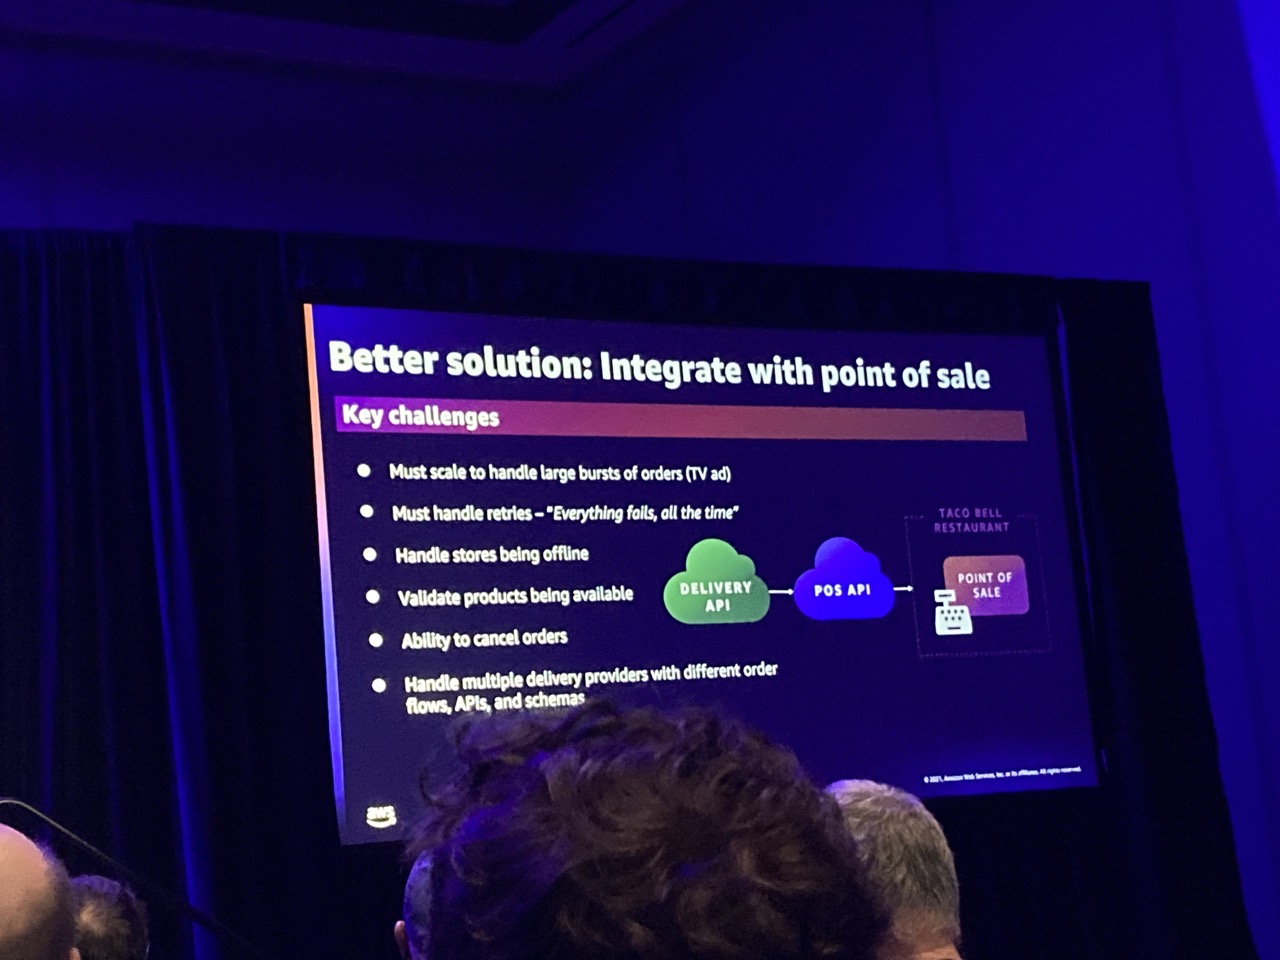 Better solution: Integrate with point of sale
Key challenges
Must scale to handle large bursts of orders (TV ad)
Must handle retries – "Everything fails, all the time"
Handle stores being offline
Validate products being available
Ability to cancel orders
Handle multiple delivery providers with different order
flows, APIs, and schemas
DELIVERY
API
POS API
TACO BELL
RESTAURANT
POINT OF
SALE
aws
© 2021, Amazon Web Services, Inc. or its affiliates. All rights reserved.